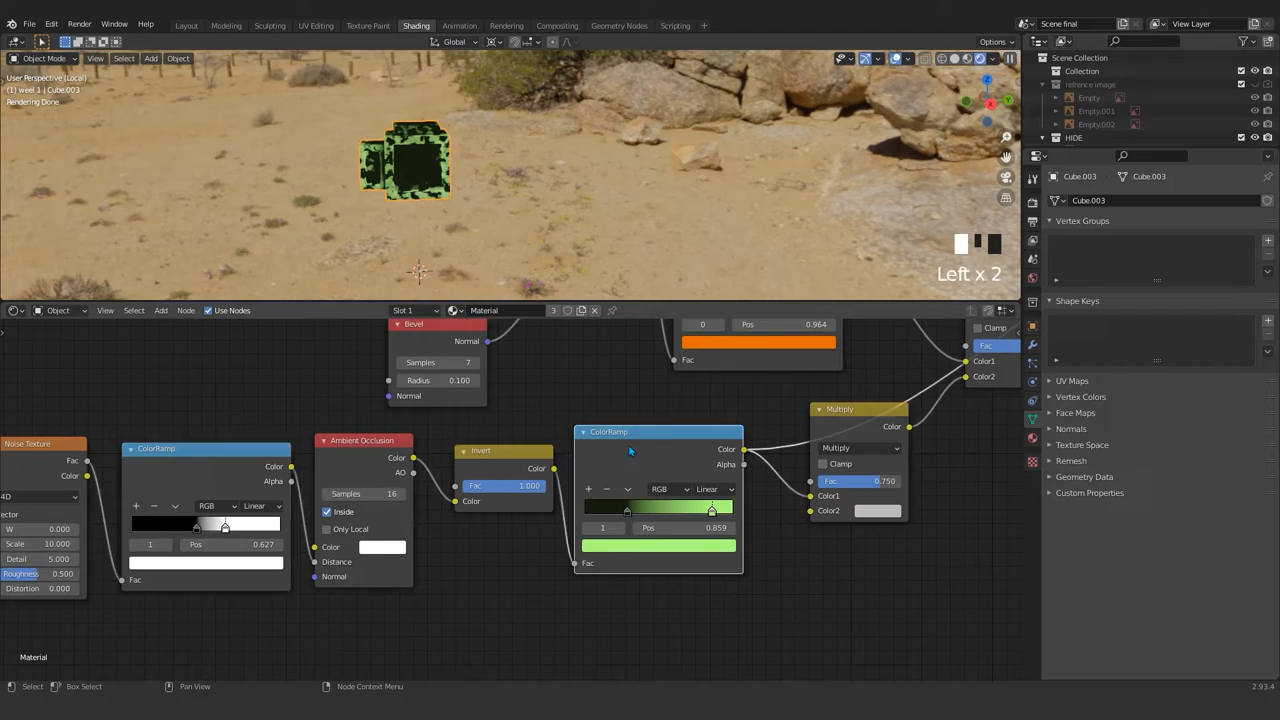 File Edit Render Window Help Layout Modeling Sculpting UV Editing Texture Paint Shading Animation Rendering Compositing Geometry Nodes Scripting + Scene final View Layer
Global Options
Object Mode View Select Add Object
User Perspective (Local)
(1) weel 1 | Cube.003
Rendering Done
Scene Collection
Collection
refrence image
Empty
Empty.001
Empty.002
HIDE
Cube.003 Cube.003
Cube.003
Vertex Groups
Shape Keys
UV Maps
Vertex Colors
Face Maps
Normals
Texture Space
Remesh
Geometry Data
Custom Properties
X
Y
Z
Left x 2
Object View Select Add Node Use Nodes Slot 1 Material 3
Bevel
Normal
Samples 7
Radius 0.100
Normal
0 Pos 0.964
Fac
Clamp
Fac
Color1
Color2
Noise Texture
Fac
Color
4D
ector
W 0.000
Scale 10.000
Detail 5.000
Roughness 0.500
Distortion 0.000
ColorRamp
Color
Alpha
RGB Linear
1 Pos 0.627
Fac
Ambient Occlusion
Color
AO
Samples 16
Inside
Only Local
Color
Distance
Normal
Invert
Color
Fac 1.000
Color
ColorRamp
Color
Alpha
RGB Linear
1 Pos 0.859
Fac
Multiply
Color
Multiply
Clamp
Fac 0.750
Color1
Color2
Material
Select Box Select Pan View Node Context Menu 2.93.4